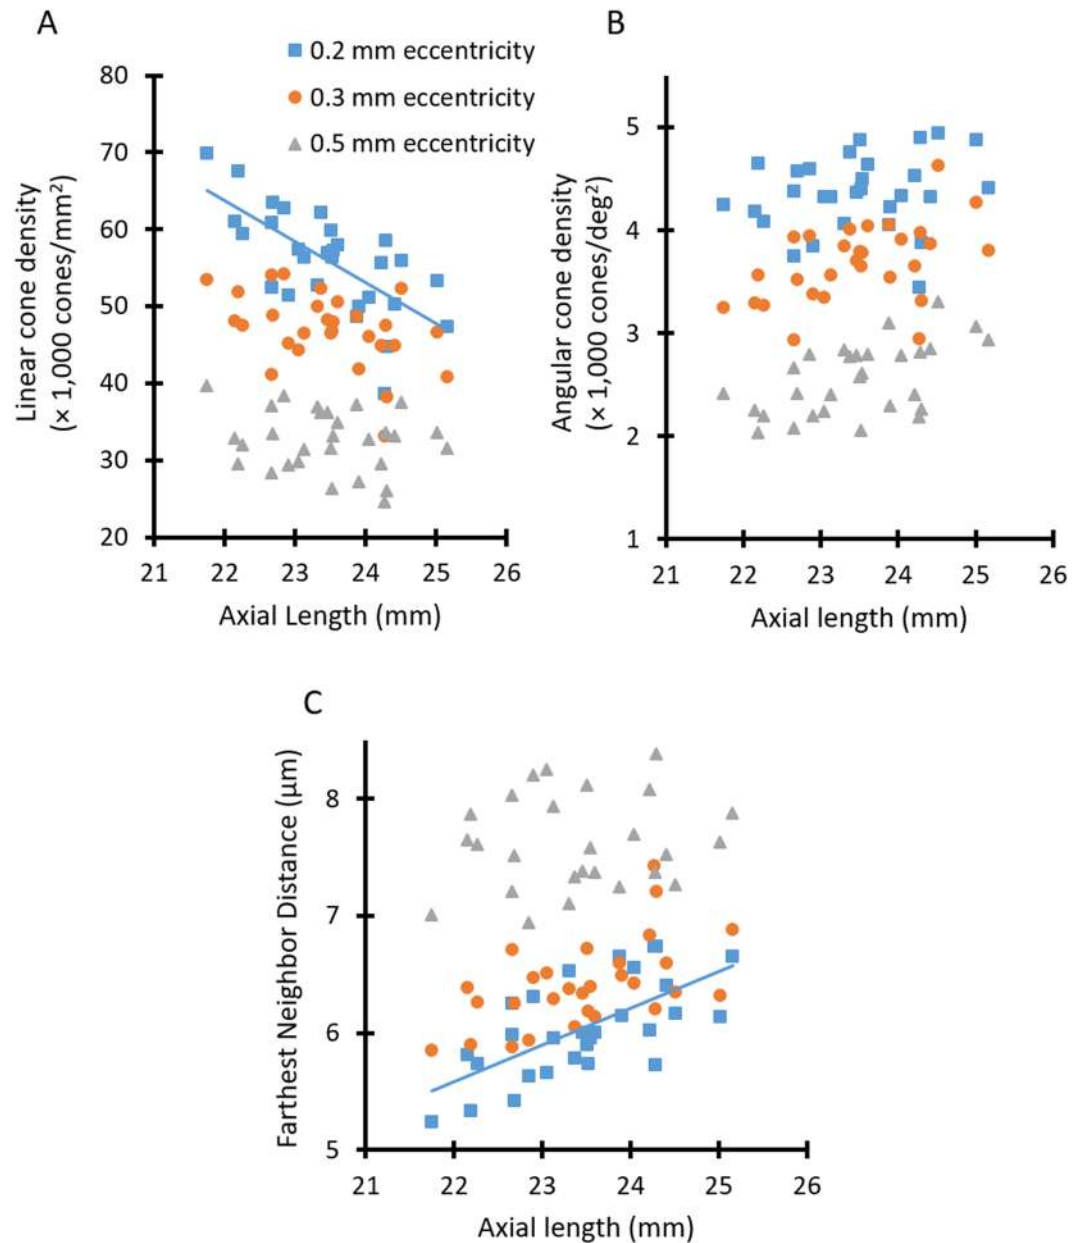 A
0.2 mm eccentricity
0.3 mm eccentricity
0.5 mm eccentricity
Linear cone density
(× 1,000 cones/mm²)
80
70
60
50
40
30
20
21 22 23 24 25 26
Axial Length (mm)
B
Angular cone density
(× 1,000 cones/deg²)
5
4
3
2
1
21 22 23 24 25 26
Axial length (mm)
C
Farthest Neighbor Distance (μm)
8
7
6
5
21 22 23 24 25 26
Axial length (mm)